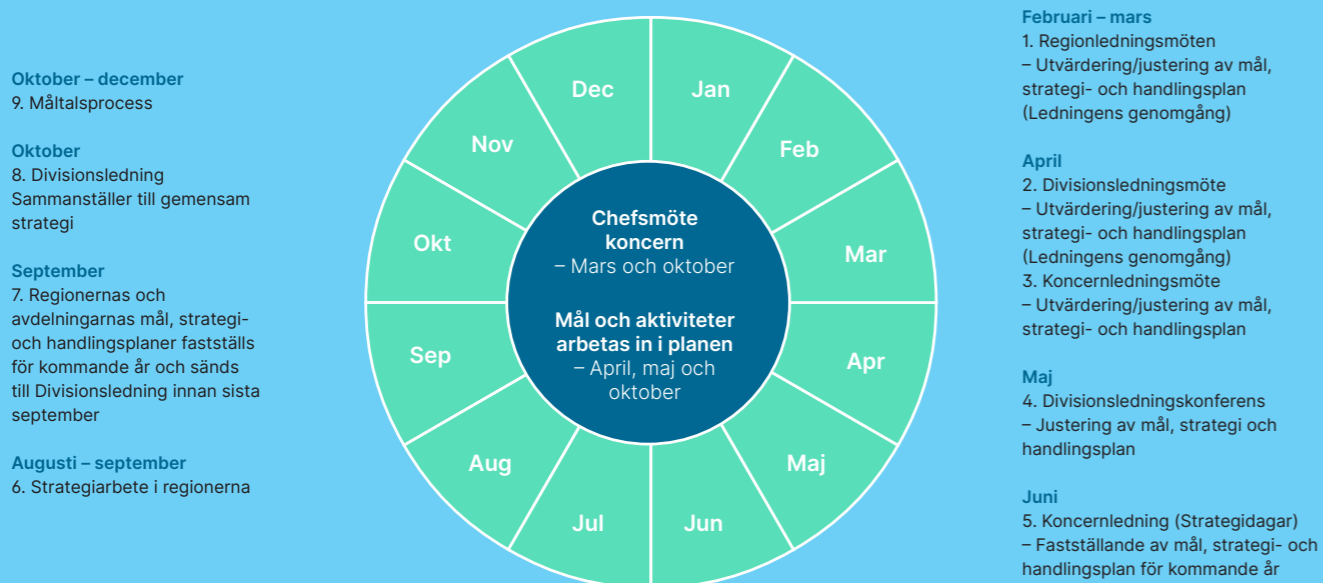 Oktober – december
9. Måltalsprocess
Oktober
8. Divisionsledning
Sammanställer till gemensam
strategi
September
7. Regionernas och
avdelningarnas mål, strategi-
och handlingsplaner fastställs
för kommande år och sänds
till Divisionsledning innan sista
september
Augusti – september
6. Strategiarbete i regionerna
Jan
Feb
Mar
Apr
Maj
Jun
Jul
Aug
Sep
Okt
Nov
Dec
Chefsmöte
koncern
– Mars och oktober
Mål och aktiviteter
arbetas in i planen
– April, maj och
oktober
Februari – mars
1. Regionledningsmöten
– Utvärdering/justering av mål,
strategi- och handlingsplan
(Ledningens genomgång)
April
2. Divisionsledningsmöte
– Utvärdering/justering av mål,
strategi- och handlingsplan
(Ledningens genomgång)
3. Koncernledningsmöte
– Utvärdering/justering av mål,
strategi- och handlingsplan
Maj
4. Divisionsledningskonferens
– Justering av mål, strategi och
handlingsplan
Juni
5. Koncernledning (Strategidagar)
– Fastställande av mål, strategi- och
handlingsplan för kommande år